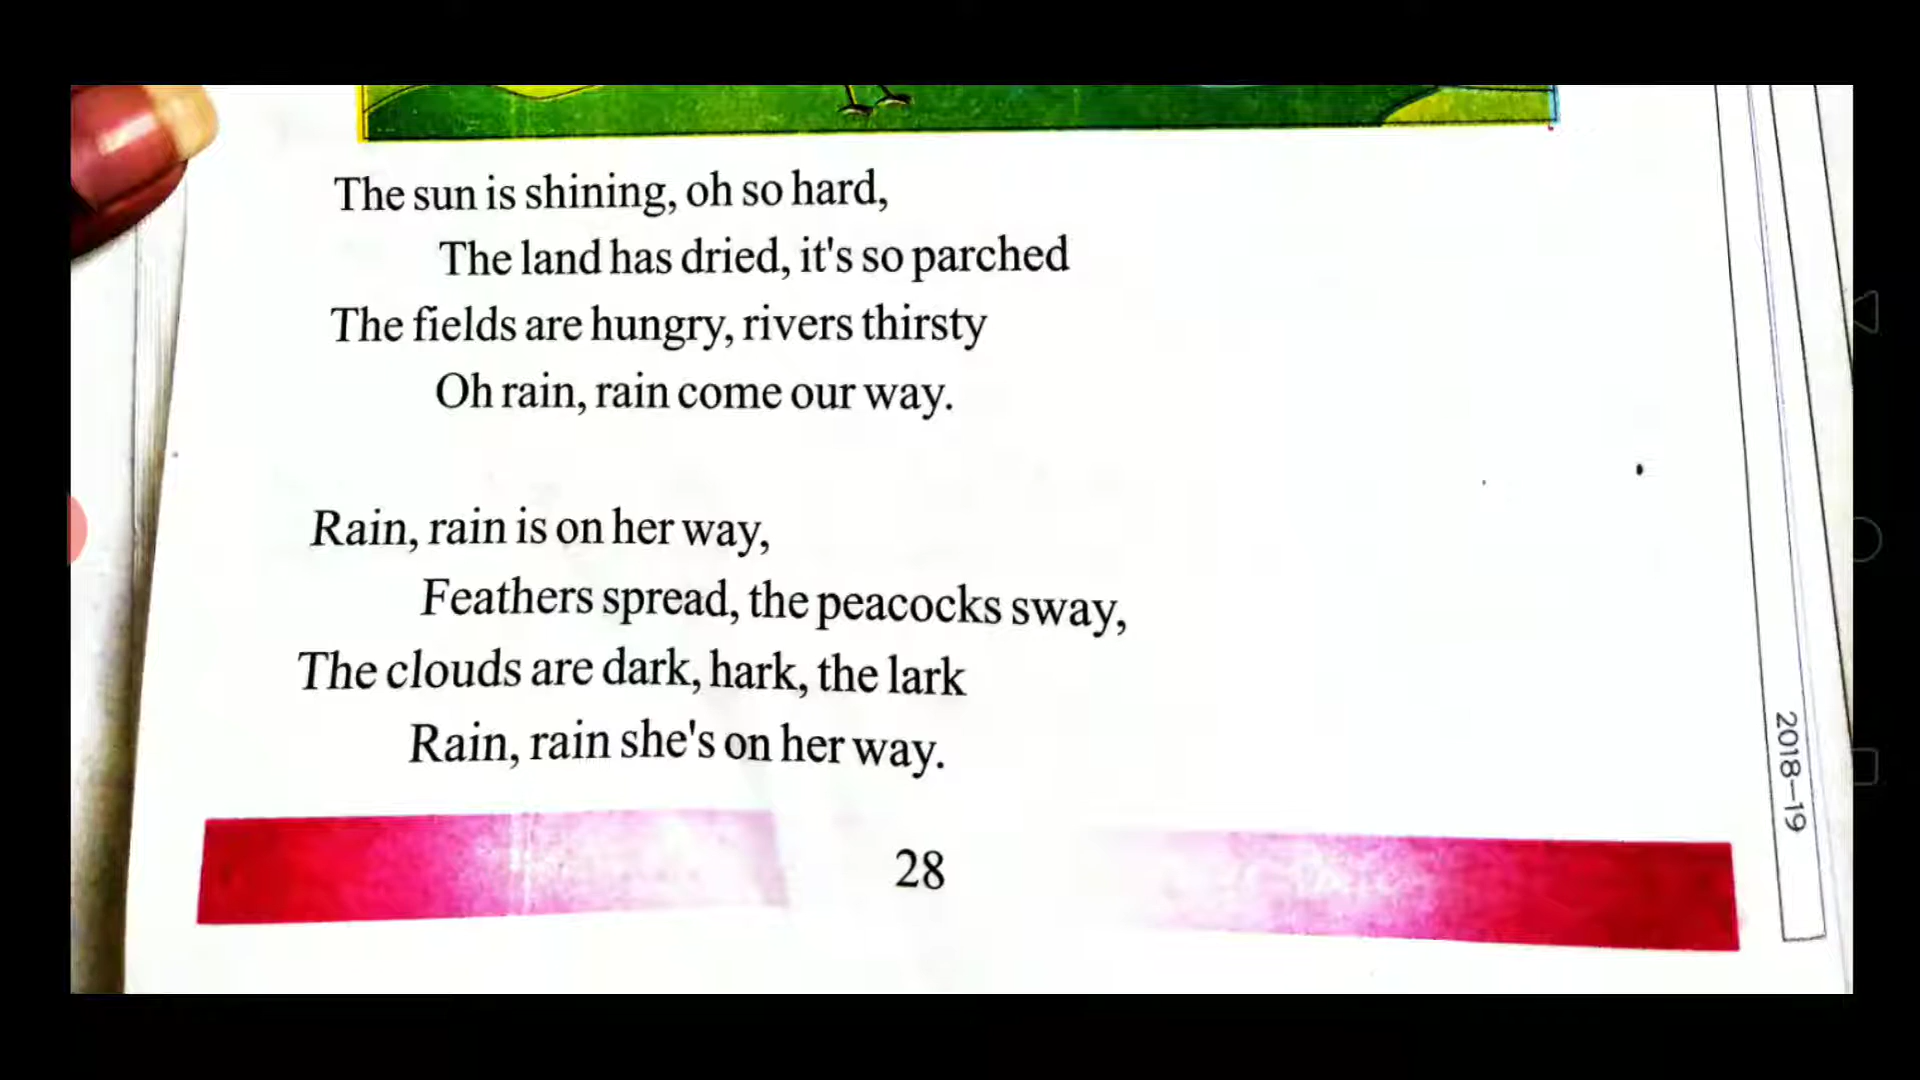 The sun is shining, oh so hard,
The land has dried, it's so parched
The fields are hungry, rivers thirsty
Oh rain, rain come our way.
Rain, rain is on her way,
Feathers spread, the peacocks sway,
The clouds are dark, hark, the lark
Rain, rain she's on her way.
28
2018–19